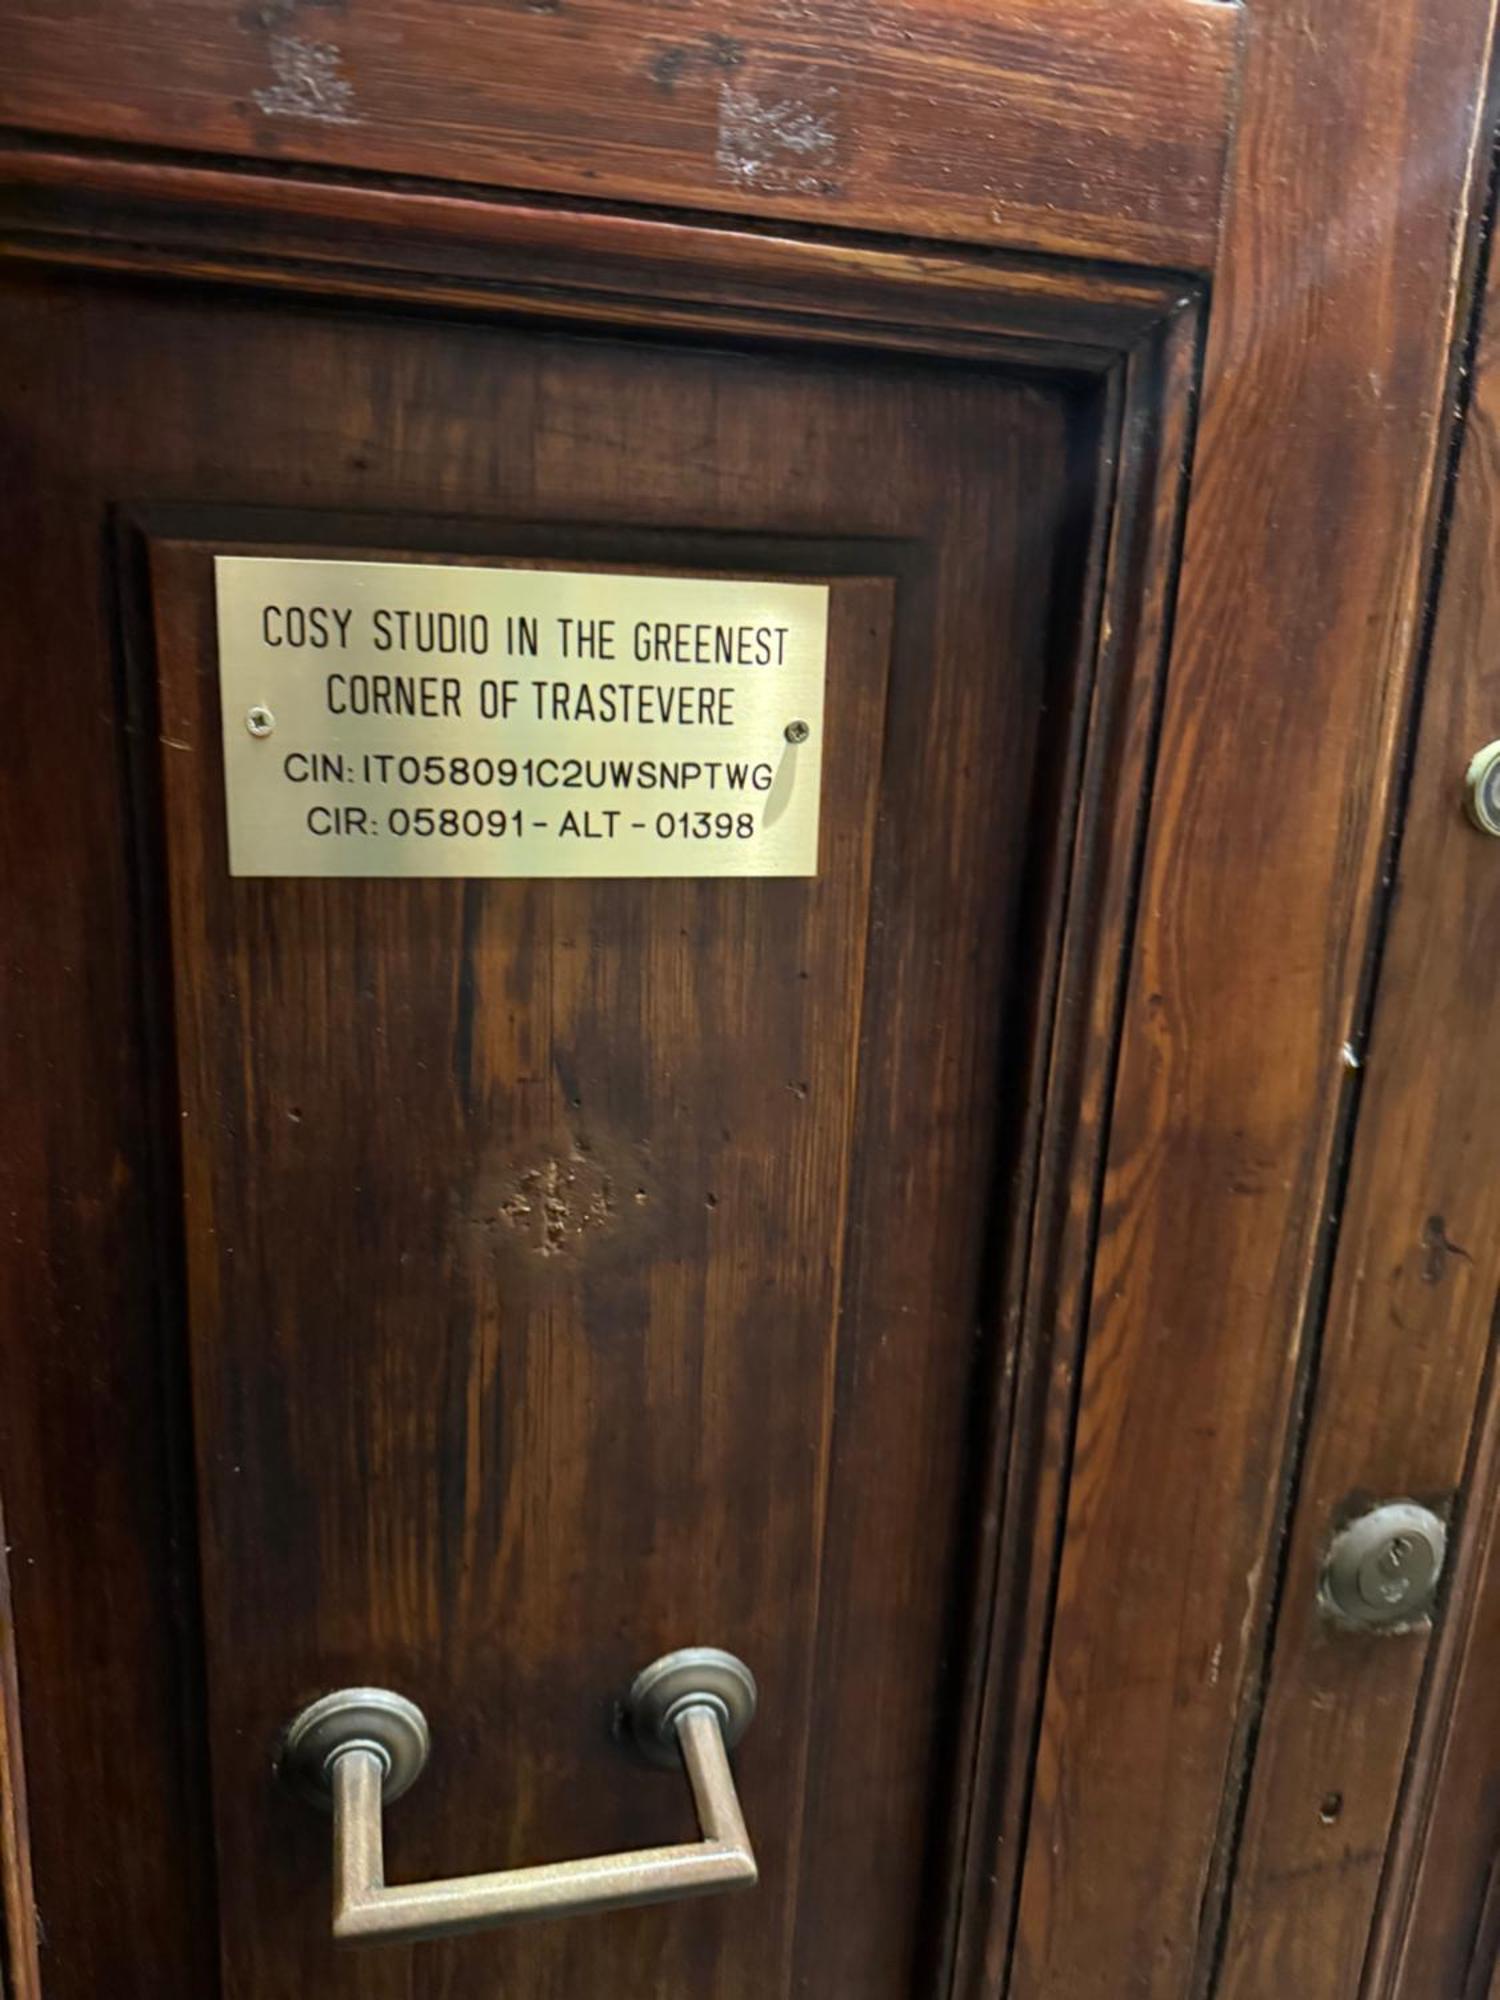 COSY STUDIO IN THE GREENEST
CORNER OF TRASTEVERE
CIN: IT058091C2UWSNPTWG
CIR: 058091 - ALT - 01398